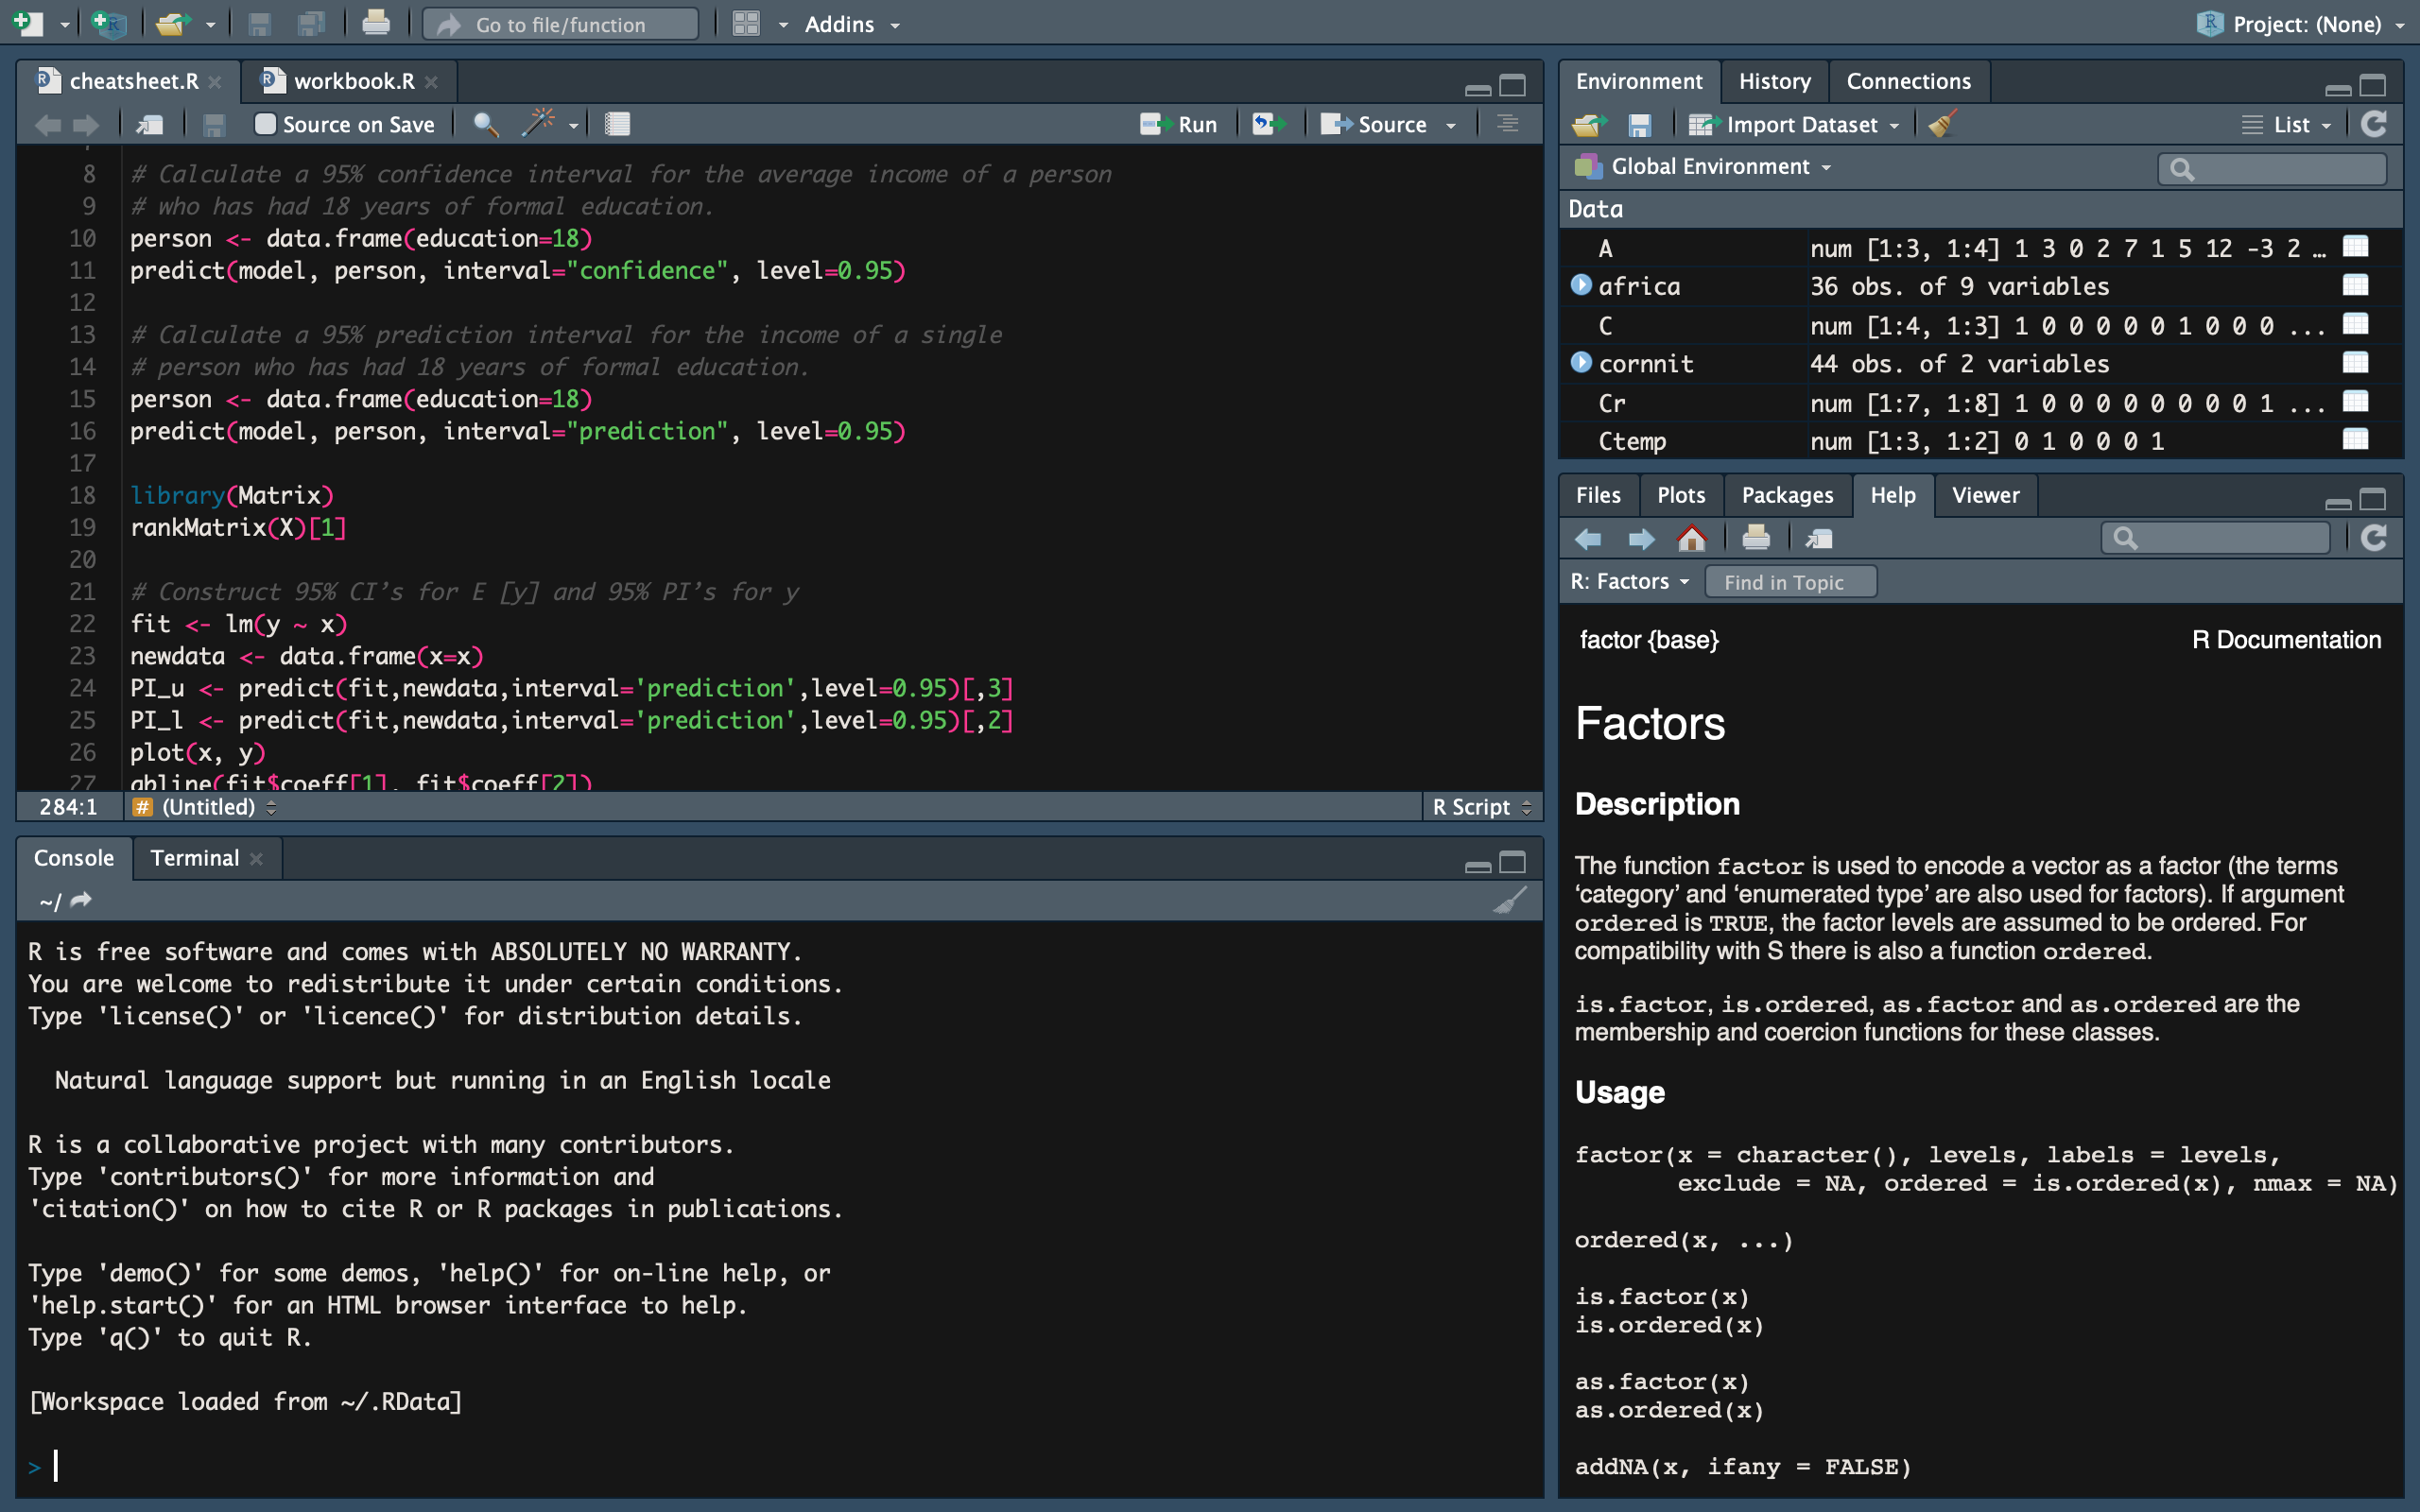 Go to file/function
Addins
Project: (None)
cheatsheet.R
workbook.R
Source on Save
Run
Source
8 # Calculate a 95% confidence interval for the average income of a person
9 # who has had 18 years of formal education.
10 person <- data.frame(education=18)
11 predict(model, person, interval="confidence", level=0.95)
12
13 # Calculate a 95% prediction interval for the income of a single
14 # person who has had 18 years of formal education.
15 person <- data.frame(education=18)
16 predict(model, person, interval="prediction", level=0.95)
17
18 library(Matrix)
19 rankMatrix(X)[1]
20
21 # Construct 95% CI’s for E [y] and 95% PI’s for y
22 fit <- lm(y ~ x)
23 newdata <- data.frame(x=x)
24 PI_u <- predict(fit,newdata,interval='prediction',level=0.95)[,3]
25 PI_l <- predict(fit,newdata,interval='prediction',level=0.95)[,2]
26 plot(x, y)
27 abline(fit$coeff[1], fit$coeff[2])
284:1
# (Untitled)
R Script
Console
Terminal
~/
R is free software and comes with ABSOLUTELY NO WARRANTY.
You are welcome to redistribute it under certain conditions.
Type 'license()' or 'licence()' for distribution details.
Natural language support but running in an English locale
R is a collaborative project with many contributors.
Type 'contributors()' for more information and
'citation()' on how to cite R or R packages in publications.
Type 'demo()' for some demos, 'help()' for on-line help, or
'help.start()' for an HTML browser interface to help.
Type 'q()' to quit R.
[Workspace loaded from ~/.RData]
>
Environment
History
Connections
Import Dataset
List
Global Environment
Data
A num [1:3, 1:4] 1 3 0 2 7 1 5 12 -3 2 …
africa 36 obs. of 9 variables
C num [1:4, 1:3] 1 0 0 0 0 0 1 0 0 0 ...
cornnit 44 obs. of 2 variables
Cr num [1:7, 1:8] 1 0 0 0 0 0 0 0 0 1 ...
Ctemp num [1:3, 1:2] 0 1 0 0 0 1
Files
Plots
Packages
Help
Viewer
R: Factors
Find in Topic
factor {base}
R Documentation
Factors
Description
The function factor is used to encode a vector as a factor (the terms
‘category’ and ‘enumerated type’ are also used for factors). If argument
ordered is TRUE, the factor levels are assumed to be ordered. For
compatibility with S there is also a function ordered.
is.factor, is.ordered, as.factor and as.ordered are the
membership and coercion functions for these classes.
Usage
factor(x = character(), levels, labels = levels,
exclude = NA, ordered = is.ordered(x), nmax = NA)
ordered(x, ...)
is.factor(x)
is.ordered(x)
as.factor(x)
as.ordered(x)
addNA(x, ifany = FALSE)